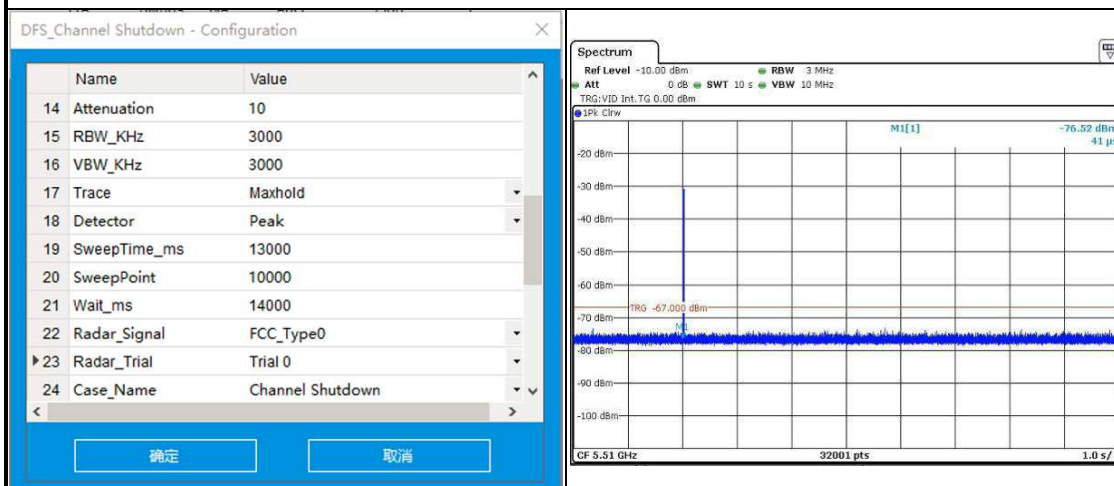 DFS_Channel Shutdown - Configuration
Name Value
14 Attenuation 10
15 RBW_KHz 3000
16 VBW_KHz 3000
17 Trace Maxhold
18 Detector Peak
19 SweepTime_ms 13000
20 SweepPoint 10000
21 Wait_ms 14000
22 Radar_Signal FCC_Type0
23 Radar_Trial Trial 0
24 Case_Name Channel Shutdown
确定 取消
Spectrum
Ref Level -10.00 dBm RBW 3 MHz
Att 0 dB SWT 10 s VBW 10 MHz
TRG:VID Int.TG 0.00 dBm
1Pk Clrw
M1[1] -76.52 dBm
41 µs
-20 dBm
-30 dBm
-40 dBm
-50 dBm
-60 dBm
TRG -67.000 dBm
-70 dBm
M1
-80 dBm
-90 dBm
-100 dBm
CF 5.51 GHz 32001 pts 1.0 s/